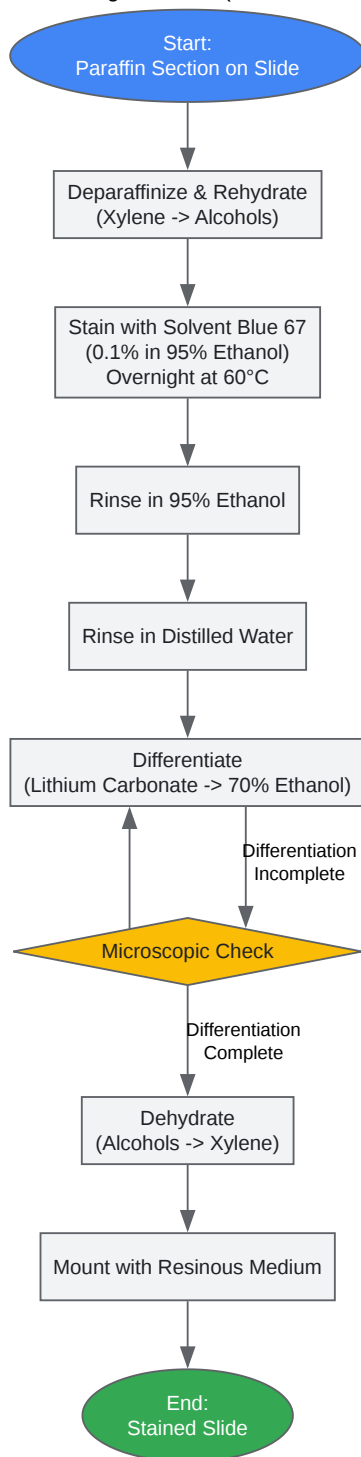 Start:
Paraffin Section on Slide
Deparaffinize & Rehydrate
(Xylene -> Alcohols)
Stain with Solvent Blue 67
(0.1% in 95% Ethanol)
Overnight at 60°C
Rinse in 95% Ethanol
Rinse in Distilled Water
Differentiate
(Lithium Carbonate -> 70% Ethanol)
Differentiation
Incomplete
Microscopic Check
Differentiation
Complete
Dehydrate
(Alcohols -> Xylene)
Mount with Resinous Medium
End:
Stained Slide